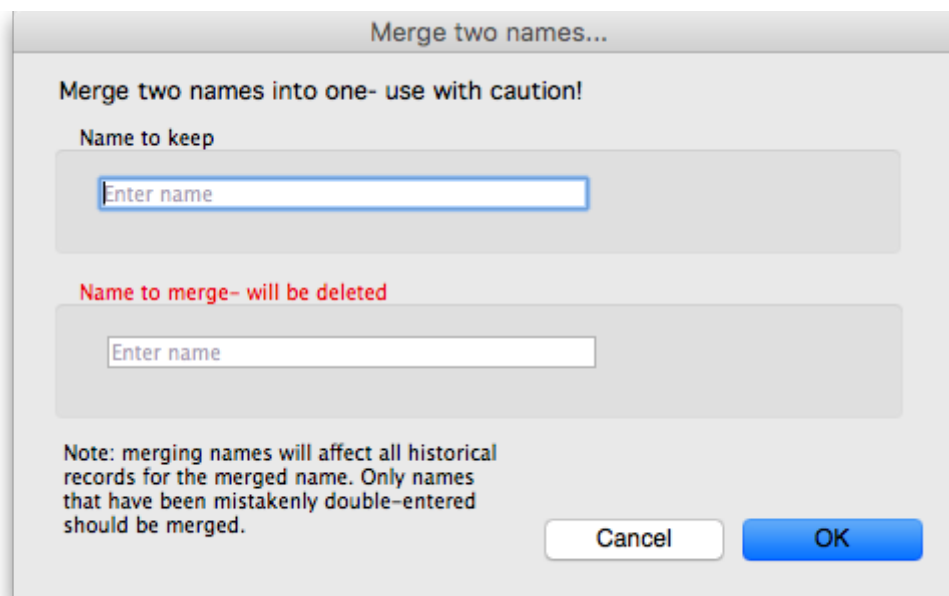 Merge two names...
Merge two names into one- use with caution!
Name to keep
Enter name
Name to merge- will be deleted
Enter name
Note: merging names will affect all historical
records for the merged name. Only names
that have been mistakenly double-entered
should be merged.
Cancel OK